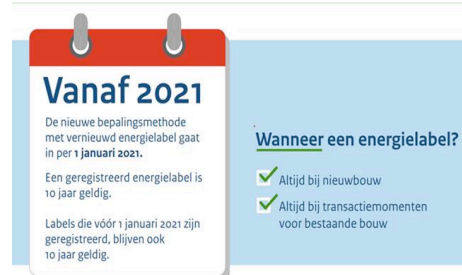 Vanaf 2021
De nieuwe bepalingsmethode
met vernieuwd energielabel gaat
in per 1 januari 2021.
Een geregistreerd energielabel is
10 jaar geldig.
Labels die vóór 1 januari 2021 zijn
geregistreerd, blijven ook
10 jaar geldig.
Wanneer een energielabel?
Altijd bij nieuwbouw
Altijd bij transactiemomenten
voor bestaande bouw